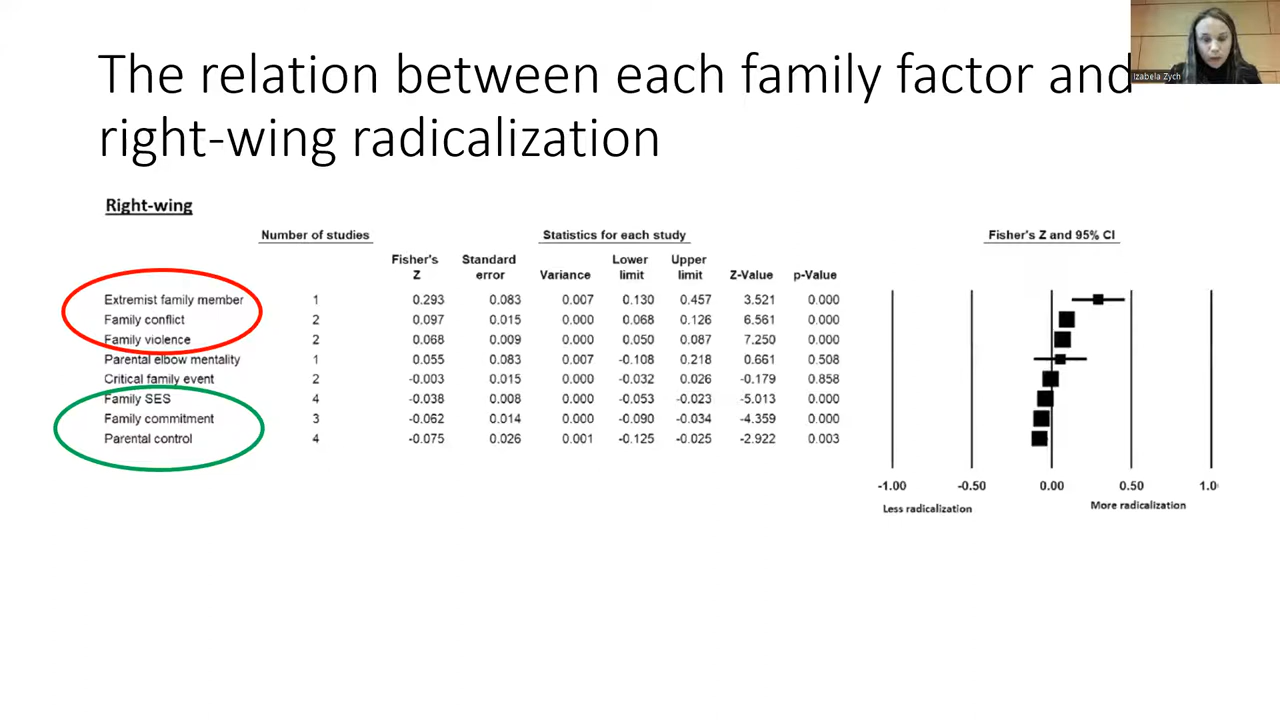 Izabela Zych
The relation between each family factor and
right-wing radicalization
Right-wing
Number of studies Statistics for each study Fisher's Z and 95% CI
Fisher's Z Standard error Variance Lower limit Upper limit Z-Value p-Value
Extremist family member 1 0.293 0.083 0.007 0.130 0.457 3.521 0.000
Family conflict 2 0.097 0.015 0.000 0.068 0.126 6.561 0.000
Family violence 2 0.068 0.009 0.000 0.050 0.087 7.250 0.000
Parental elbow mentality 1 0.055 0.083 0.007 -0.108 0.218 0.661 0.508
Critical family event 2 -0.003 0.015 0.000 -0.032 0.026 -0.179 0.858
Family SES 4 -0.038 0.008 0.000 -0.053 -0.023 -5.013 0.000
Family commitment 3 -0.062 0.014 0.000 -0.090 -0.034 -4.359 0.000
Parental control 4 -0.075 0.026 0.001 -0.125 -0.025 -2.922 0.003
-1.00 -0.50 0.00 0.50 1.0
Less radicalization More radicalization